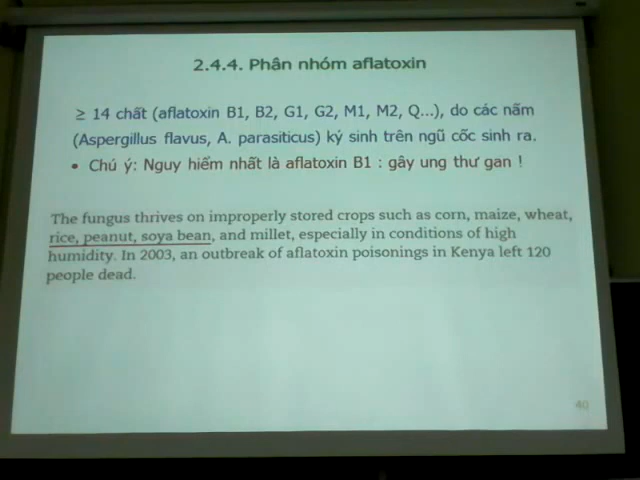 2.4.4. Phân nhóm aflatoxin
≥ 14 chất (aflatoxin B1, B2, G1, G2, M1, M2, Q...), do các nấm
(Aspergillus flavus, A. parasiticus) ký sinh trên ngũ cốc sinh ra.
• Chú ý: Nguy hiểm nhất là aflatoxin B1 : gây ung thư gan !
The fungus thrives on improperly stored crops such as corn, maize, wheat,
rice, peanut, soya bean, and millet, especially in conditions of high
humidity. In 2003, an outbreak of aflatoxin poisonings in Kenya left 120
people dead.
40